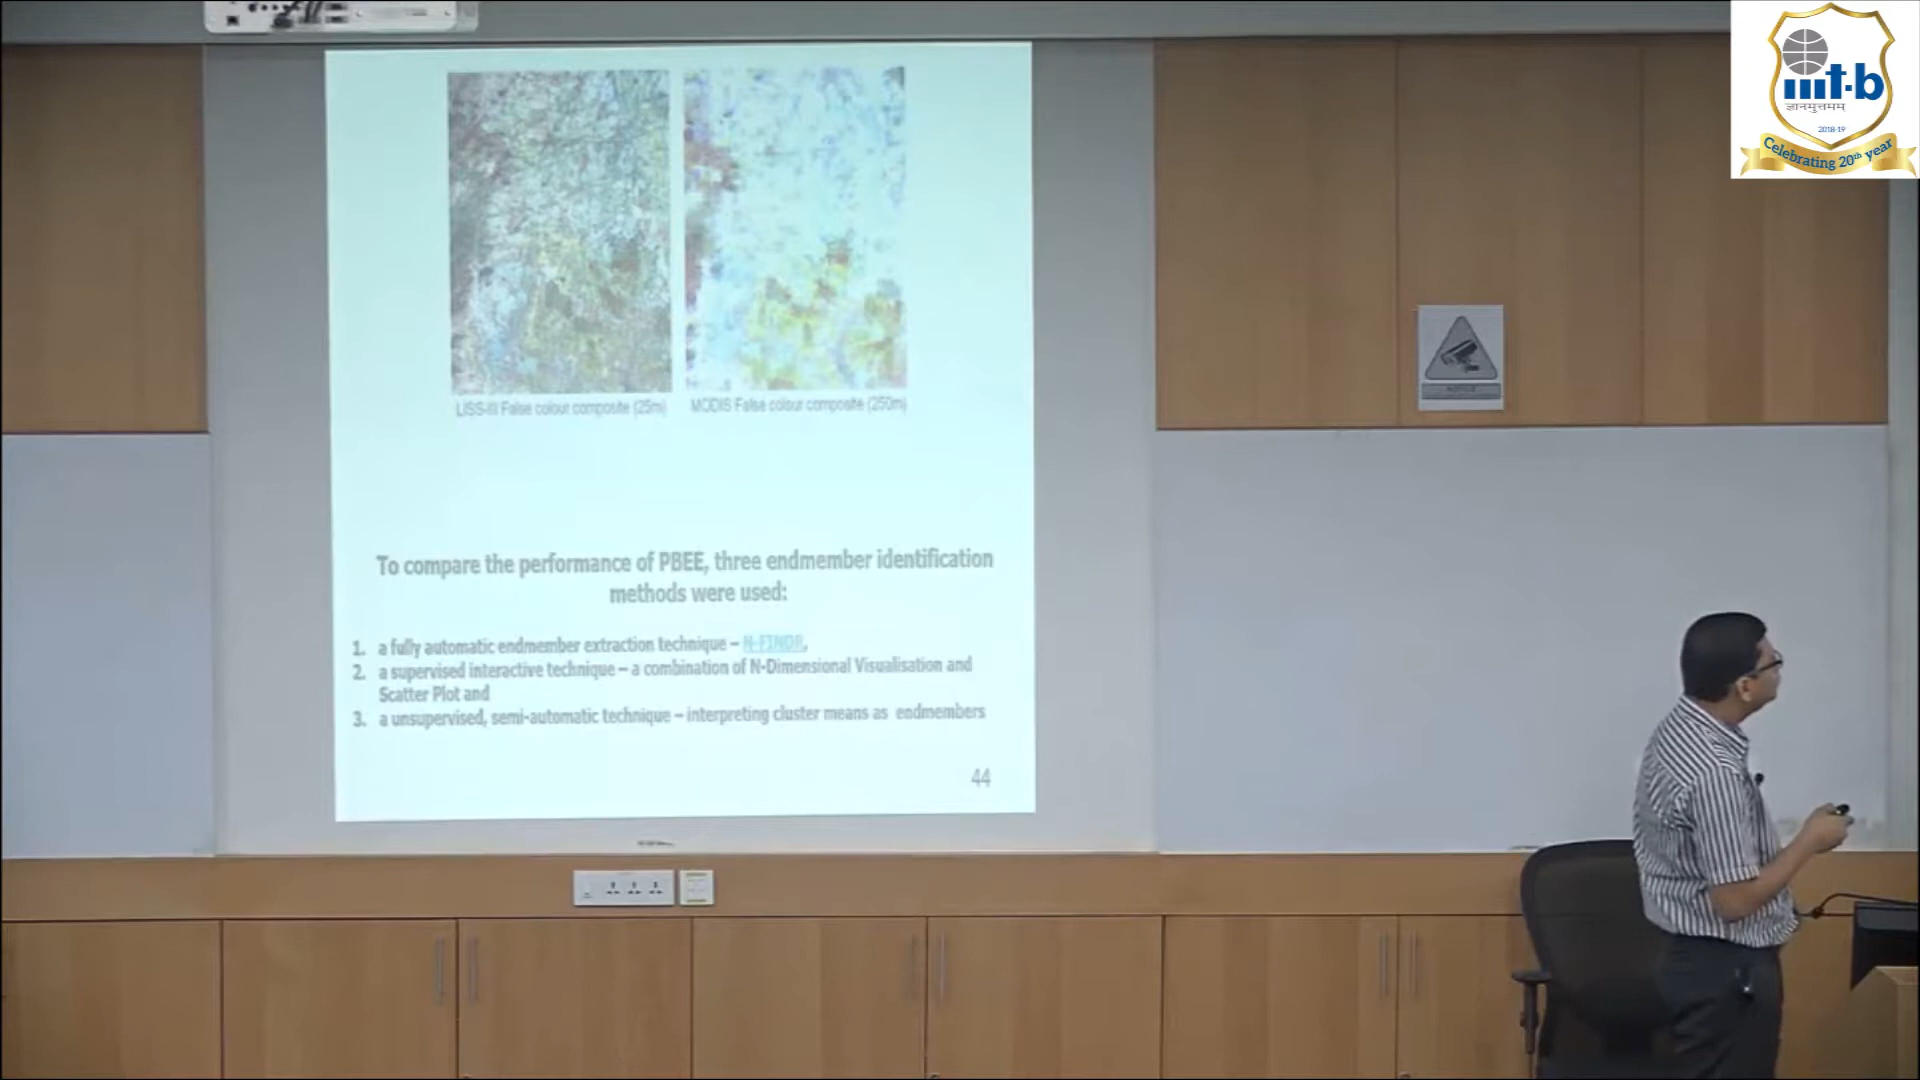 iiit-b
ज्ञानमुत्तमम्
2018-19
Celebrating 20th year
LISS-III False colour composite (25m)
MODIS False colour composite (250m)
To compare the performance of PBEE, three endmember identification
methods were used:
1. a fully automatic endmember extraction technique – N-FINDR,
2. a supervised interactive technique – a combination of N-Dimensional Visualisation and
Scatter Plot and
3. a unsupervised, semi-automatic technique – interpreting cluster means as endmembers
44